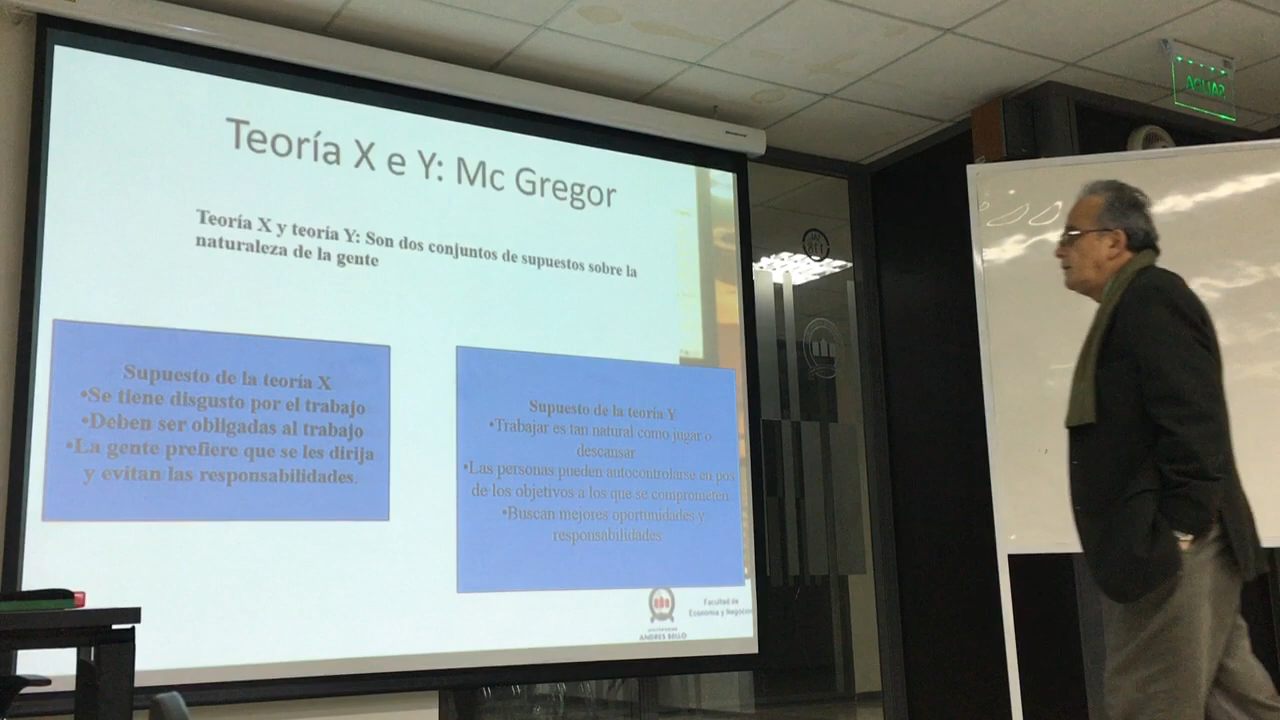 Teoría X e Y: Mc Gregor
Teoría X y teoría Y: Son dos conjuntos de supuestos sobre la
naturaleza de la gente
Supuesto de la teoría X
•Se tiene disgusto por el trabajo
•Deben ser obligadas al trabajo
•La gente prefiere que se les dirija
y evitan las responsabilidades.
Supuesto de la teoría Y
•Trabajar es tan natural como jugar o
descansar
•Las personas pueden autocontrolarse en pos
de los objetivos a los que se comprometen.
•Buscan mejores oportunidades y
responsabilidades
UNIVERSIDAD
ANDRES BELLO
Facultad de
Economía y Negocios
SALIDA